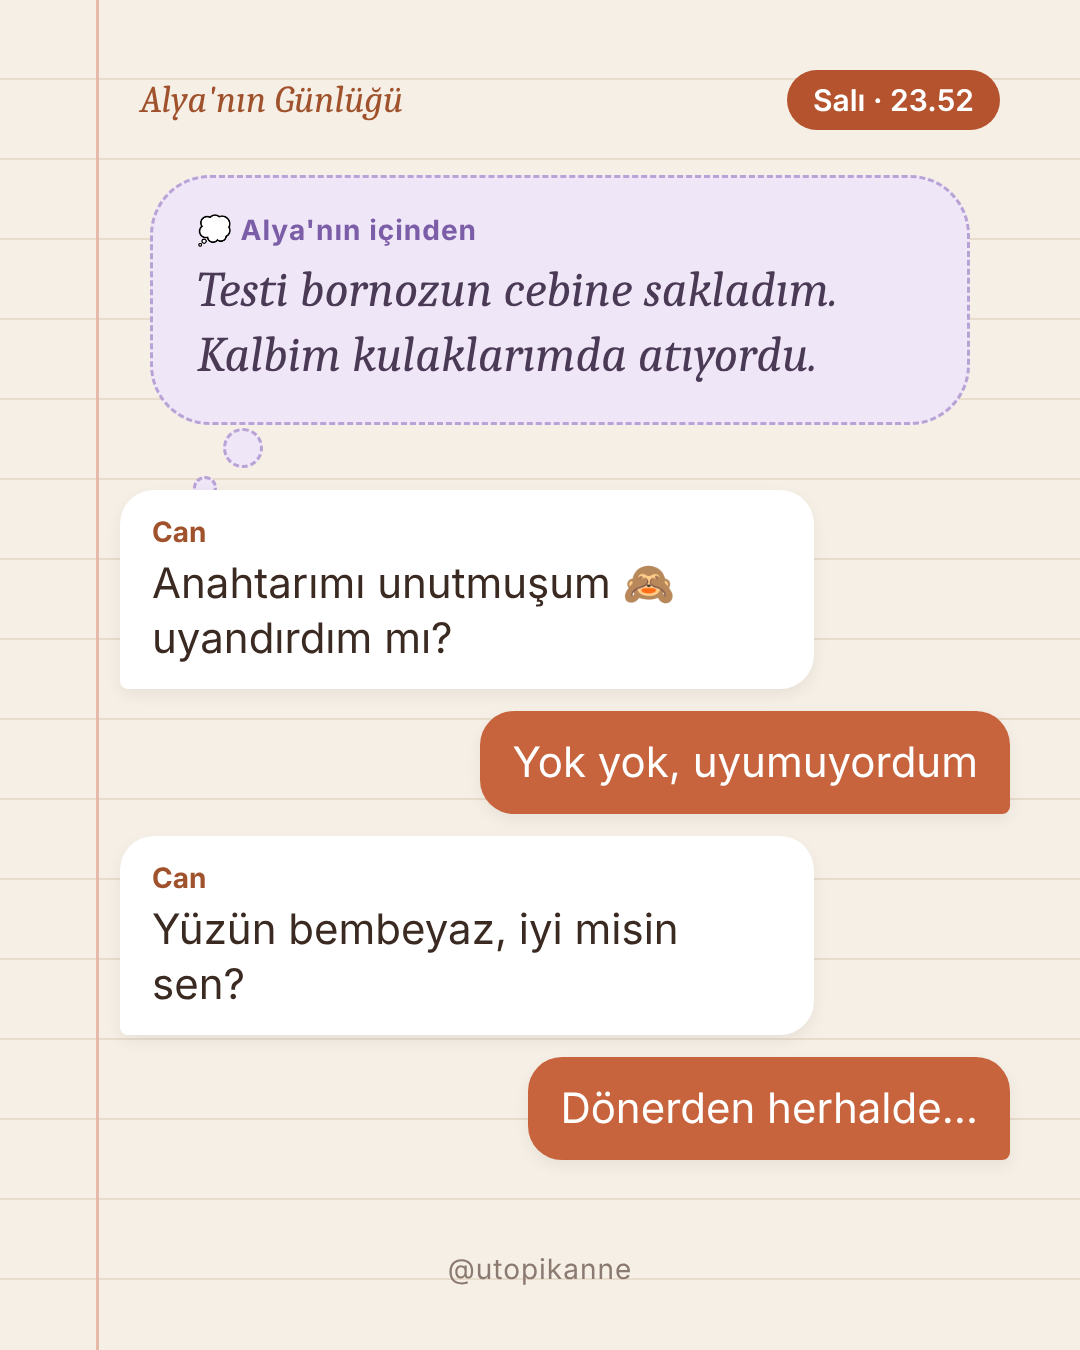 Alya'nın Günlüğü
Salı · 23.52
💭 Alya'nın içinden
Testi bornozun cebine sakladım.
Kalbim kulaklarımda atıyordu.
Can
Anahtarımı unutmuşum 🙈
uyandırdım mı?
Yok yok, uyumuyordum
Can
Yüzün bembeyaz, iyi misin
sen?
Dönerden herhalde...
@utopikanne